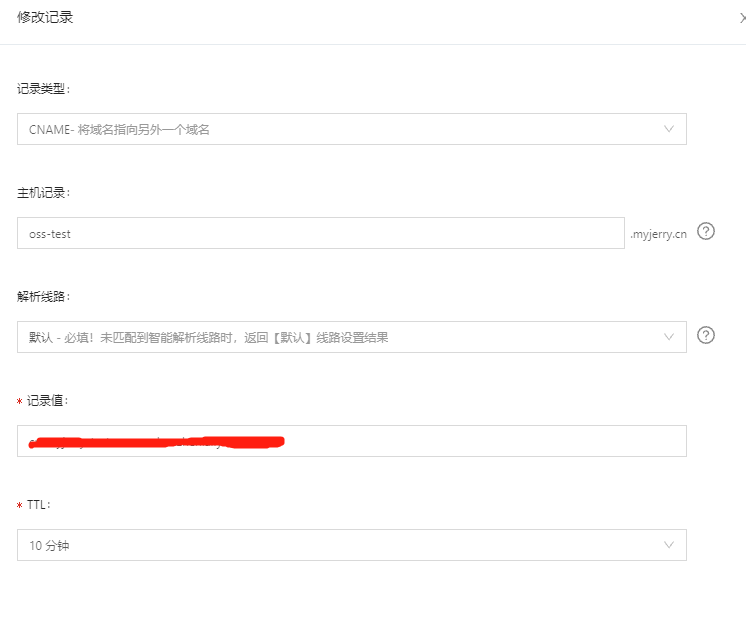 修改记录
记录类型：
CNAME- 将域名指向另外一个域名
主机记录：
oss-test .myjerry.cn
解析线路：
默认 - 必填！未匹配到智能解析线路时，返回【默认】线路设置结果
* 记录值：
* TTL：
10 分钟